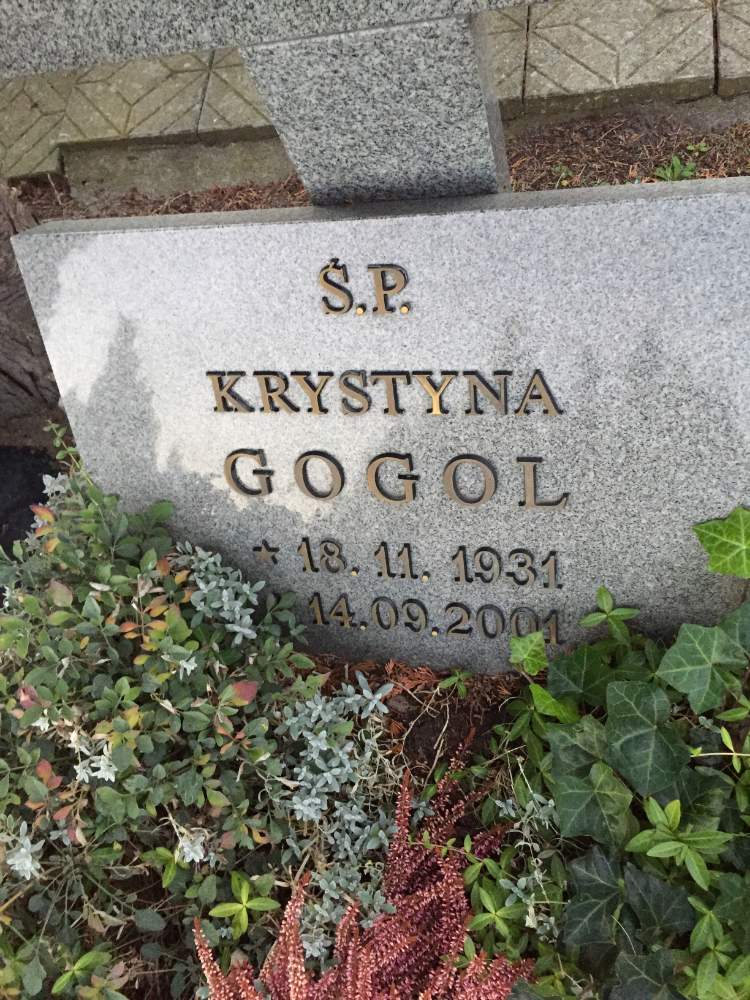 Ś.P.
KRYSTYNA
GOGOL
* 18.11.1931
14.09.2001